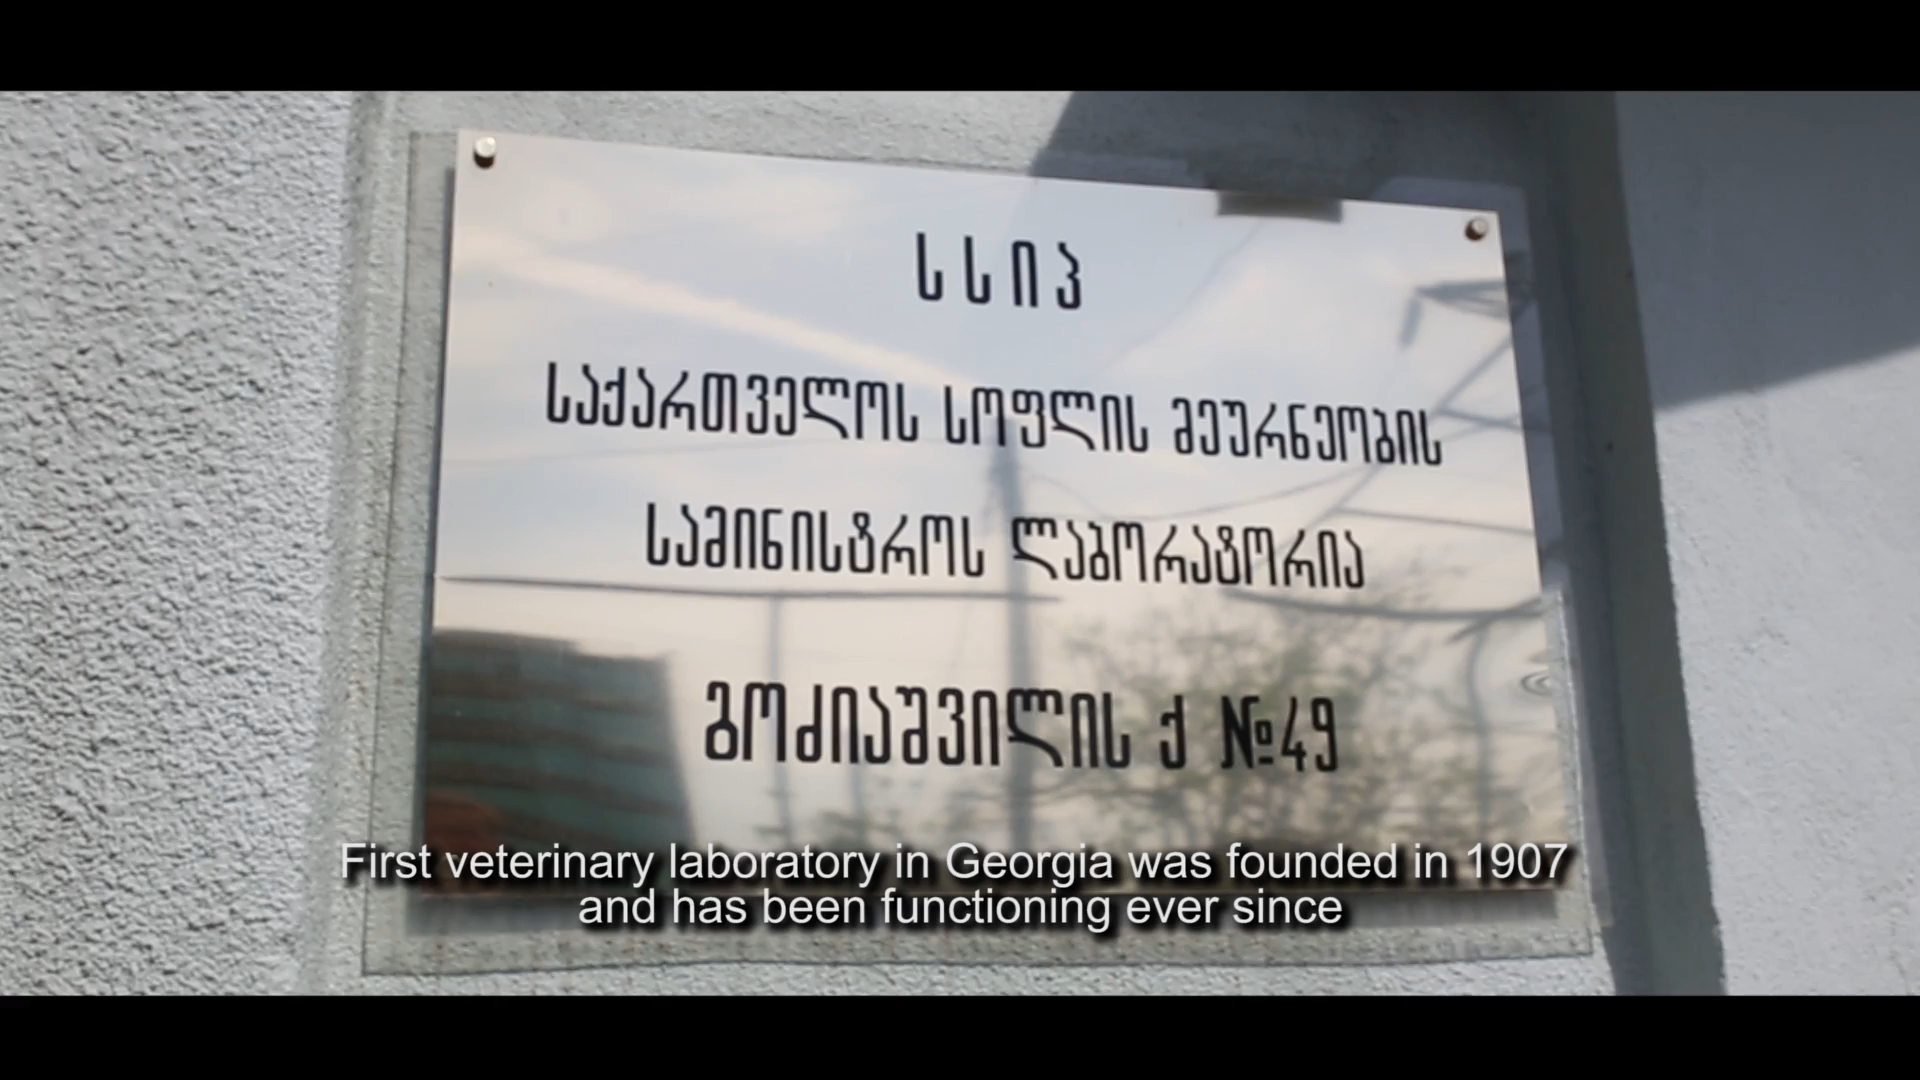 სსიპ
საქართველოს სოფლის მეურნეობის
სამინისტროს ლაბორატორია
გოძიაშვილის ქ №49
First veterinary laboratory in Georgia was founded in 1907
and has been functioning ever since